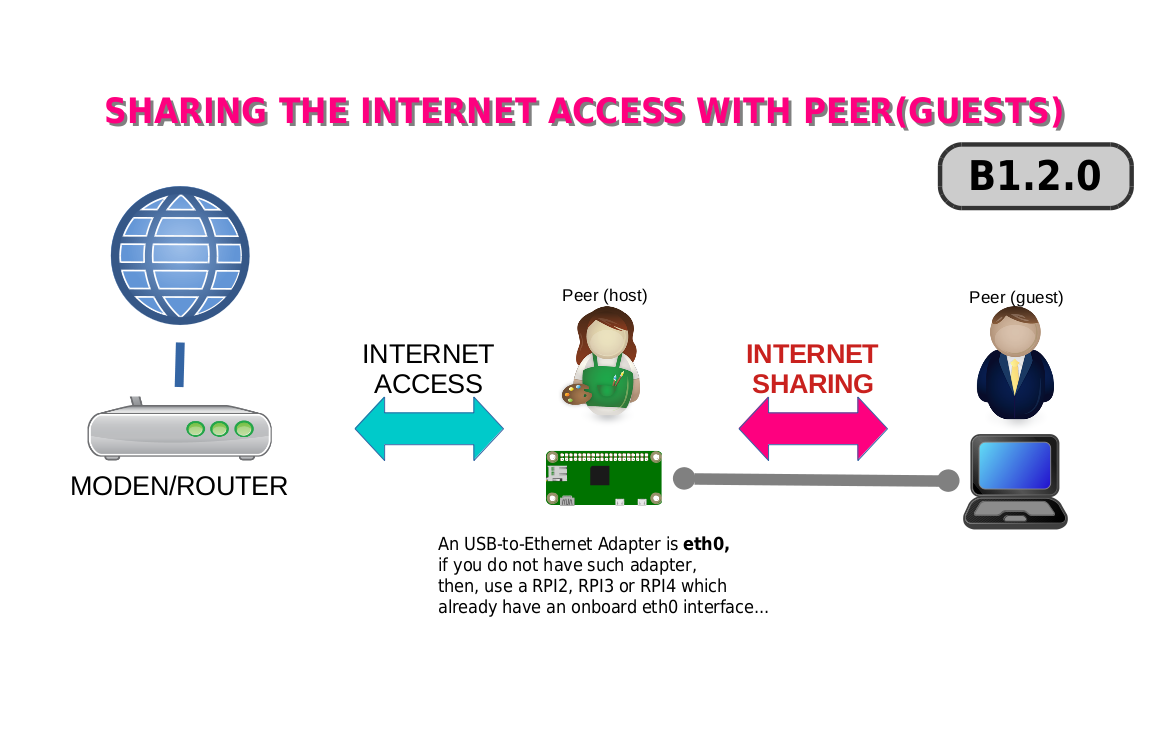 SHARING THE INTERNET ACCESS WITH PEER(GUESTS)
B1.2.0
Peer (host)
Peer (guest)
INTERNET
ACCESS
INTERNET
SHARING
MODEN/ROUTER
An USB-to-Ethernet Adapter is eth0,
if you do not have such adapter,
then, use a RPI2, RPI3 or RPI4 which
already have an onboard eth0 interface...